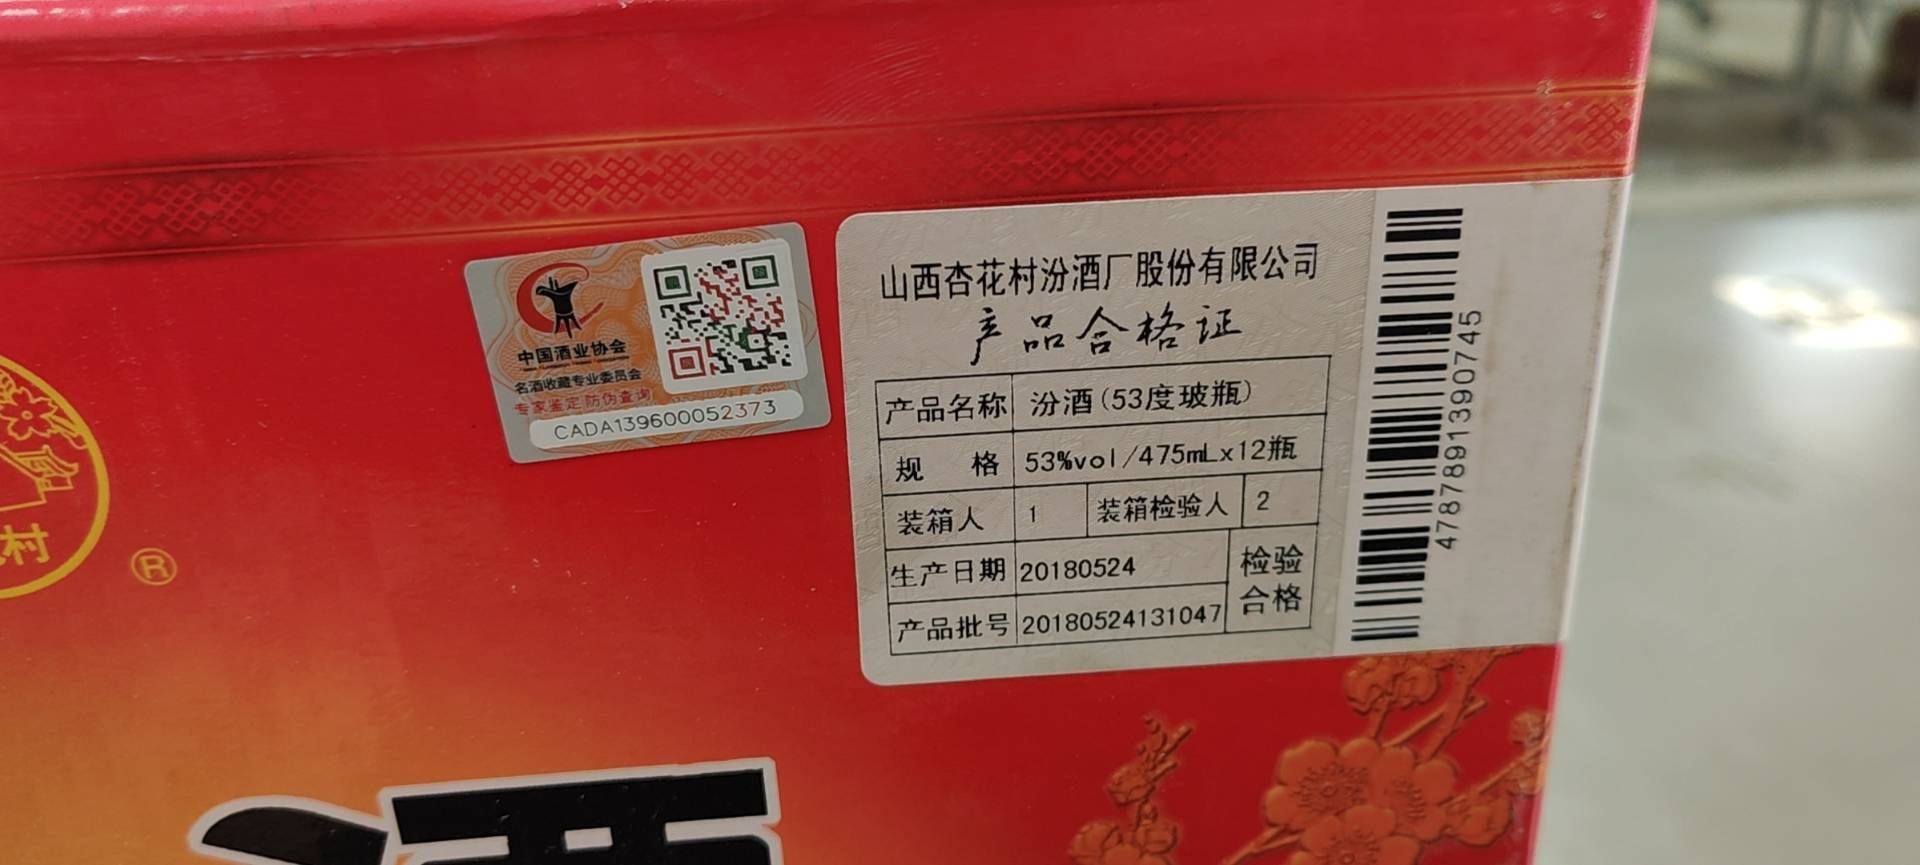 中国酒业协会
名酒收藏专业委员会
专家鉴定 防伪查询
CADA139600052373
山西杏花村汾酒厂股份有限公司
产品合格证
产品名称 汾酒(53度玻瓶)
规 格 53%vol/475mLx12瓶
装箱人 1 装箱检验人 2
生产日期 20180524 检验
产品批号 20180524131047 合格
4787891390745
村
®
酒